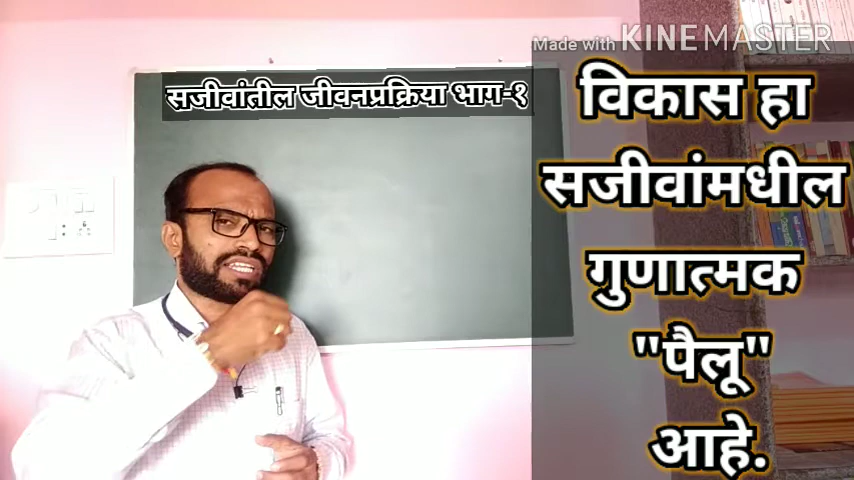 Made with KINEMASTER
सजीवांतील जीवनप्रक्रिया भाग-१
विकास हा
सजीवांमधील
गुणात्मक
"पैलू"
आहे.